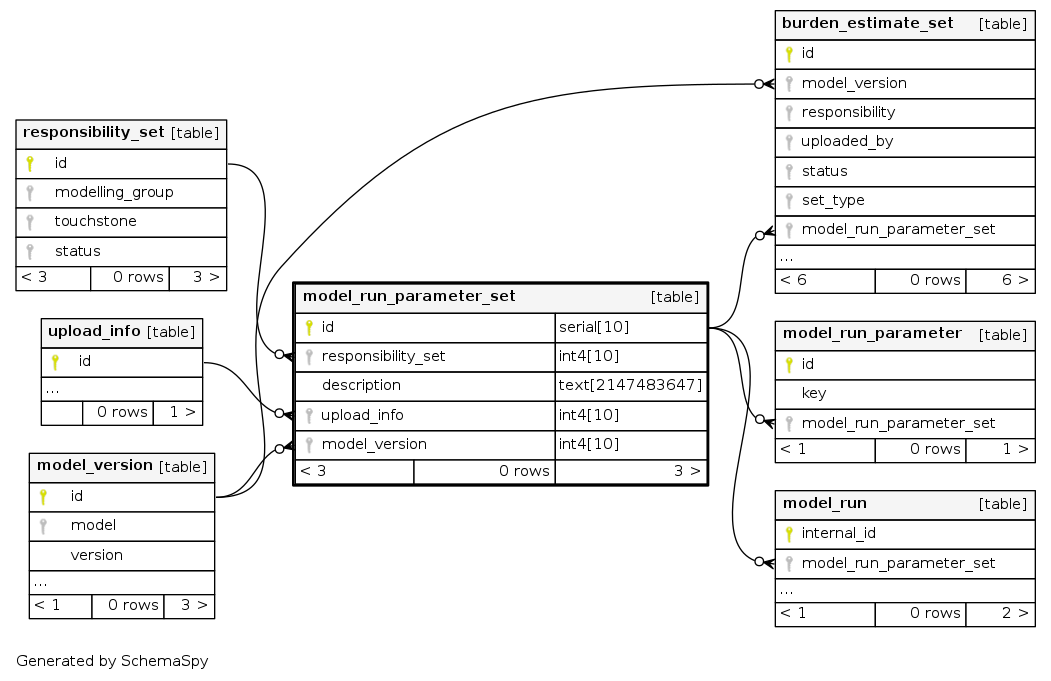 burden_estimate_set [table]
id
model_version
responsibility
uploaded_by
status
set_type
model_run_parameter_set
...
< 6 0 rows 6 >
responsibility_set [table]
id
modelling_group
touchstone
status
< 3 0 rows 3 >
upload_info [table]
id
...
0 rows 1 >
model_version [table]
id
model
version
...
< 1 0 rows 3 >
model_run_parameter_set [table]
id serial[10]
responsibility_set int4[10]
description text[2147483647]
upload_info int4[10]
model_version int4[10]
< 3 0 rows 3 >
model_run_parameter [table]
id
key
model_run_parameter_set
< 1 0 rows 1 >
model_run [table]
internal_id
model_run_parameter_set
...
< 1 0 rows 2 >
Generated by SchemaSpy